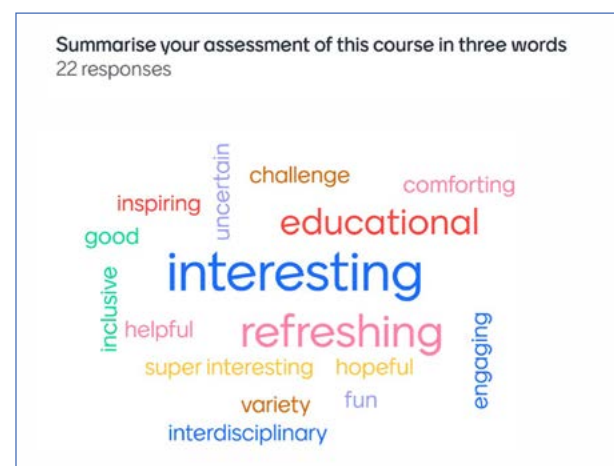 Summarise your assessment of this course in three words
22 responses
uncertain
challenge
comforting
inspiring
educational
good
interesting
inclusive
helpful
refreshing
engaging
super interesting
hopeful
variety
fun
interdisciplinary